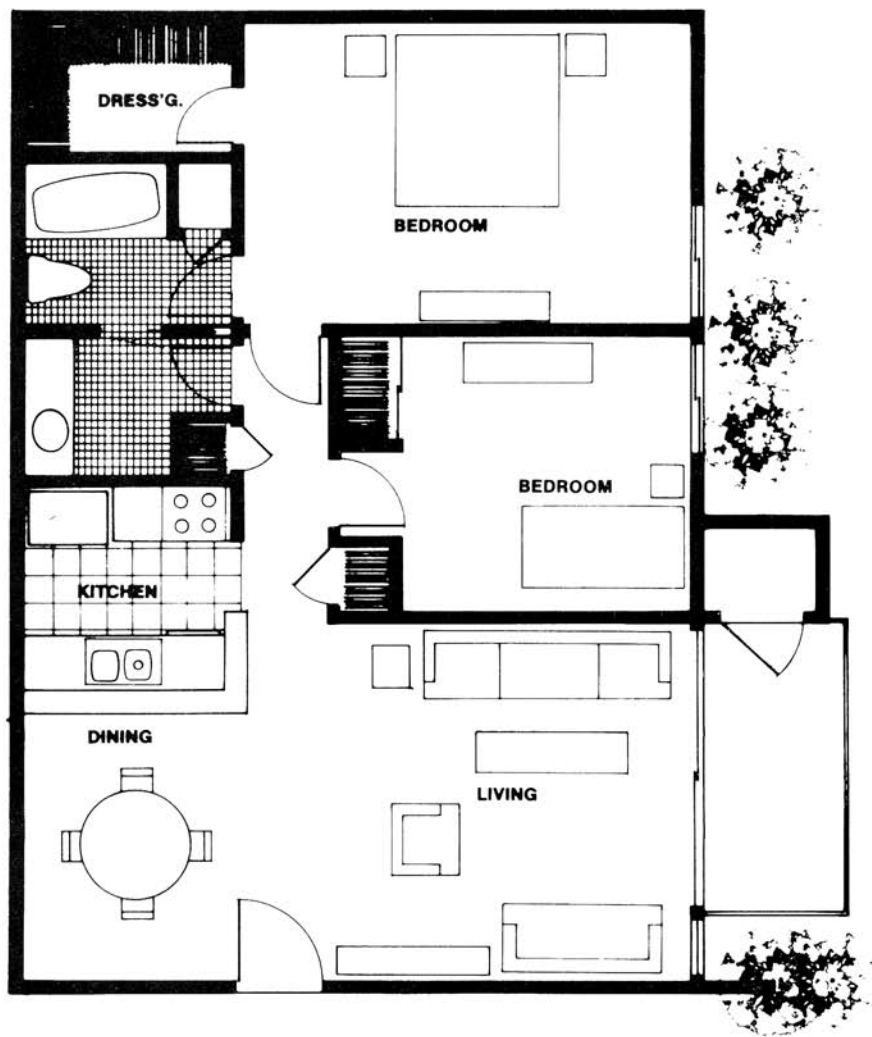 DRESS'G.
BEDROOM
BEDROOM
KITCHEN
DINING
LIVING